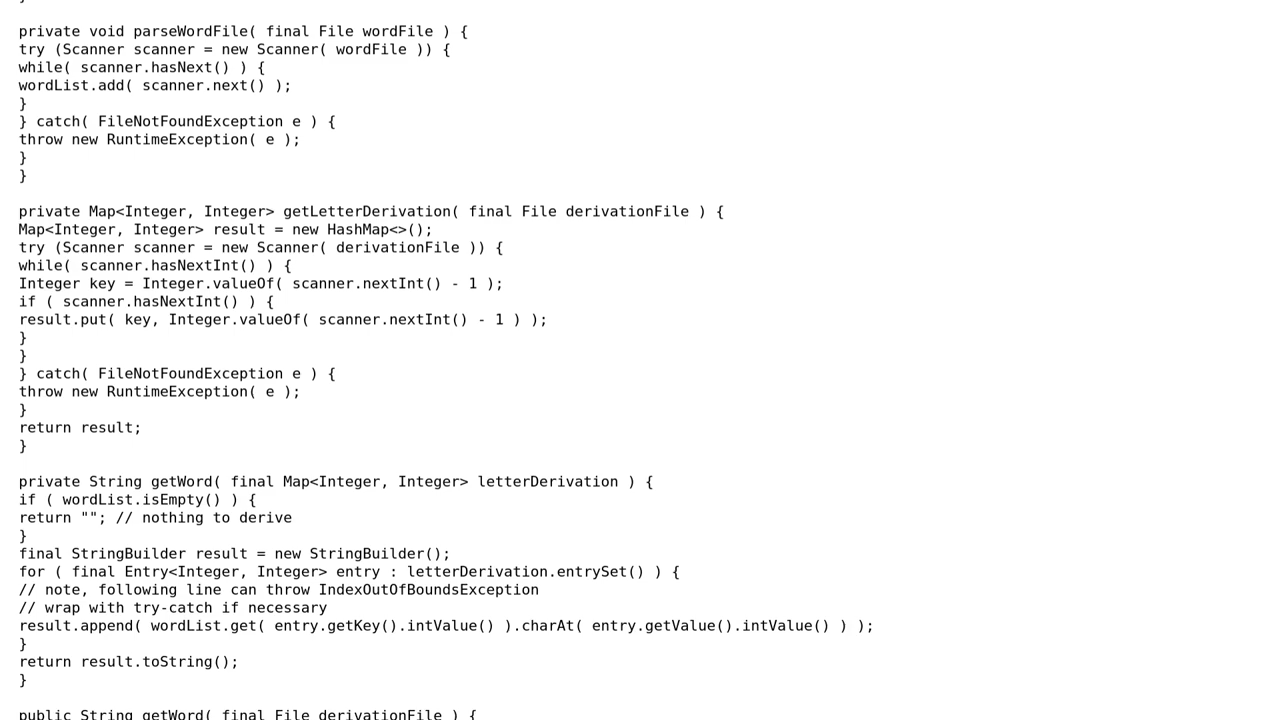 }
private void parseWordFile( final File wordFile ) {
try (Scanner scanner = new Scanner( wordFile )) {
while( scanner.hasNext() ) {
wordList.add( scanner.next() );
}
} catch( FileNotFoundException e ) {
throw new RuntimeException( e );
}
}
private Map<Integer, Integer> getLetterDerivation( final File derivationFile ) {
Map<Integer, Integer> result = new HashMap<>();
try (Scanner scanner = new Scanner( derivationFile )) {
while( scanner.hasNextInt() ) {
Integer key = Integer.valueOf( scanner.nextInt() - 1 );
if ( scanner.hasNextInt() ) {
result.put( key, Integer.valueOf( scanner.nextInt() - 1 ) );
}
}
} catch( FileNotFoundException e ) {
throw new RuntimeException( e );
}
return result;
}
private String getWord( final Map<Integer, Integer> letterDerivation ) {
if ( wordList.isEmpty() ) {
return ""; // nothing to derive
}
final StringBuilder result = new StringBuilder();
for ( final Entry<Integer, Integer> entry : letterDerivation.entrySet() ) {
// note, following line can throw IndexOutOfBoundsException
// wrap with try-catch if necessary
result.append( wordList.get( entry.getKey().intValue() ).charAt( entry.getValue().intValue() ) );
}
return result.toString();
}
public String getWord( final File derivationFile ) {